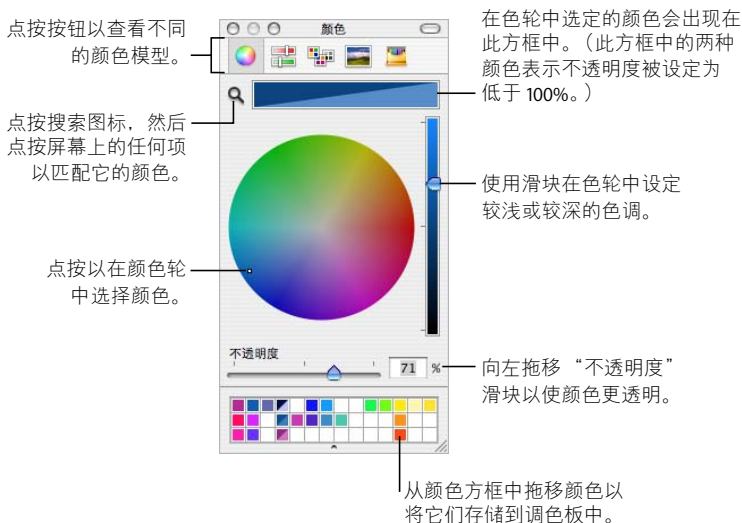 点按按钮以查看不同
的颜色模型。
颜色
在色轮中选定的颜色会出现在
此方框中。（此方框中的两种
颜色表示不透明度被设定为
低于 100%。）
点按搜索图标，然后
点按屏幕上的任何项
以匹配它的颜色。
使用滑块在色轮中设定
较浅或较深的色调。
点按以在颜色轮
中选择颜色。
不透明度
71 %
向左拖移 “不透明度”
滑块以使颜色更透明。
从颜色方框中拖移颜色以
将它们存储到调色板中。